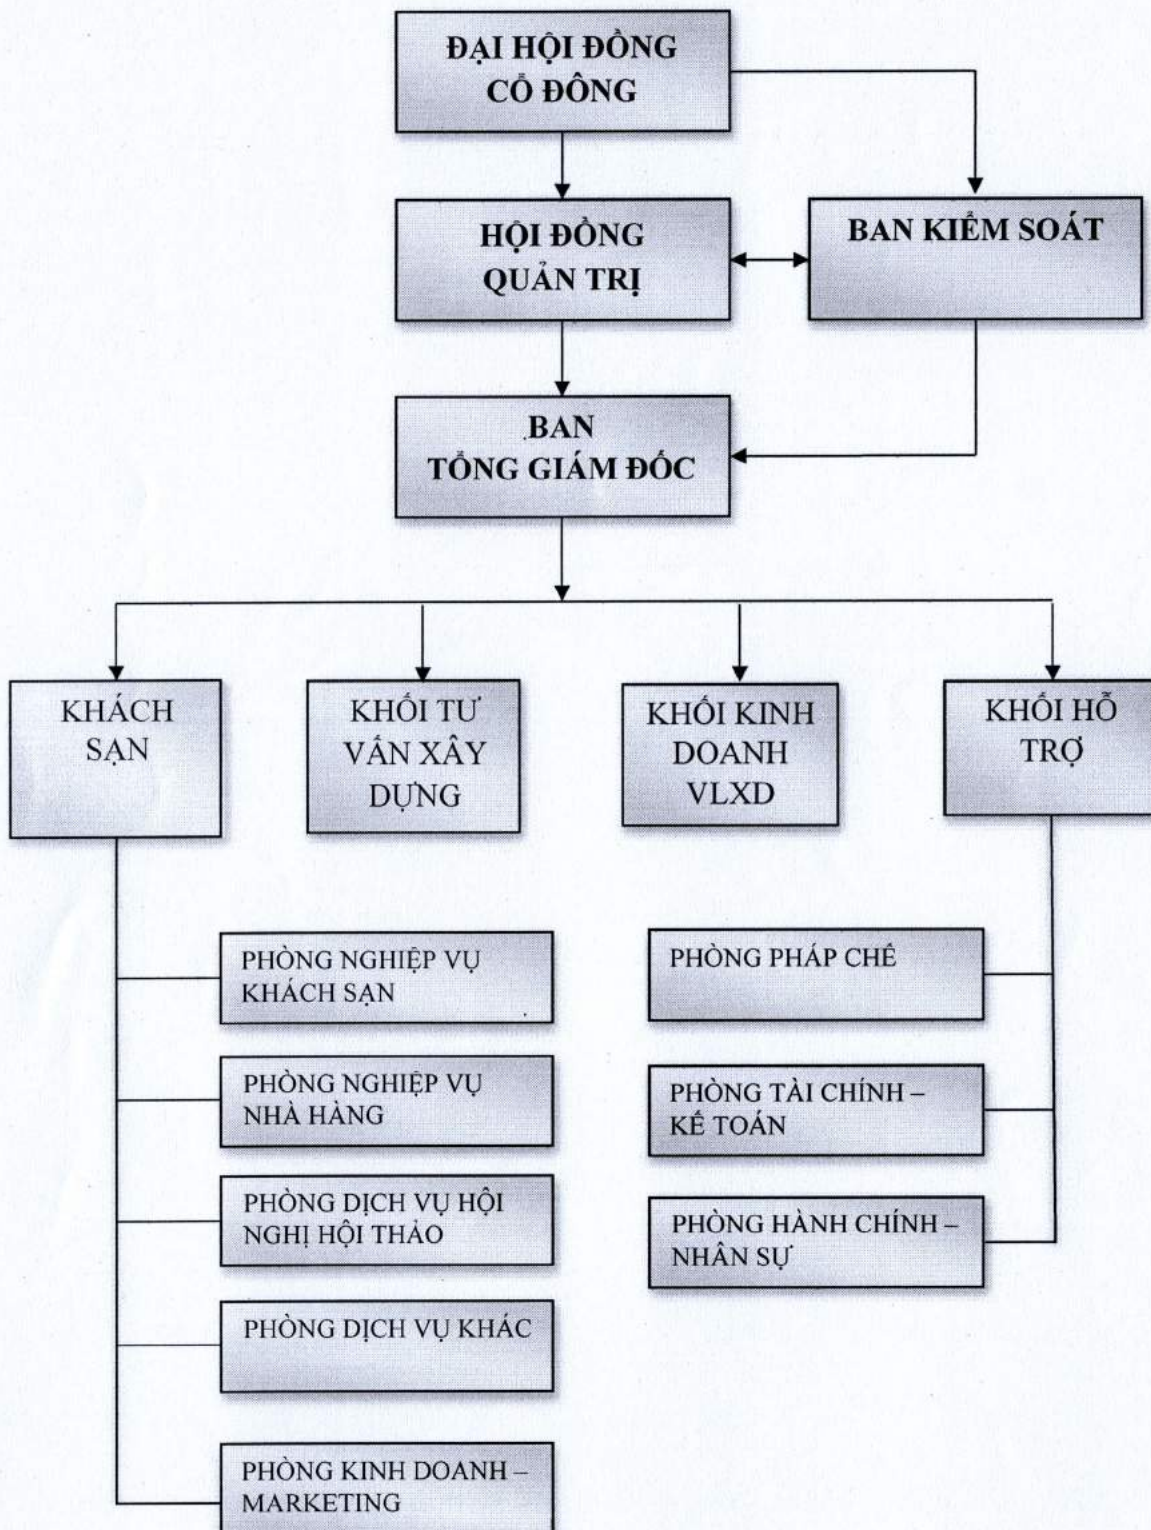 ĐẠI HỘI ĐỒNG
CỔ ĐÔNG
HỘI ĐỒNG
QUẢN TRỊ
BAN KIỂM SOÁT
BAN
TỔNG GIÁM ĐỐC
KHÁCH
SẠN
KHỐI TƯ
VẤN XÂY
DỰNG
KHỐI KINH
DOANH
VLXD
KHỐI HỖ
TRỢ
PHÒNG NGHIỆP VỤ
KHÁCH SẠN
PHÒNG NGHIỆP VỤ
NHÀ HÀNG
PHÒNG DỊCH VỤ HỘI
NGHỊ HỘI THẢO
PHÒNG DỊCH VỤ KHÁC
PHÒNG KINH DOANH –
MARKETING
PHÒNG PHÁP CHẾ
PHÒNG TÀI CHÍNH –
KẾ TOÁN
PHÒNG HÀNH CHÍNH –
NHÂN SỰ